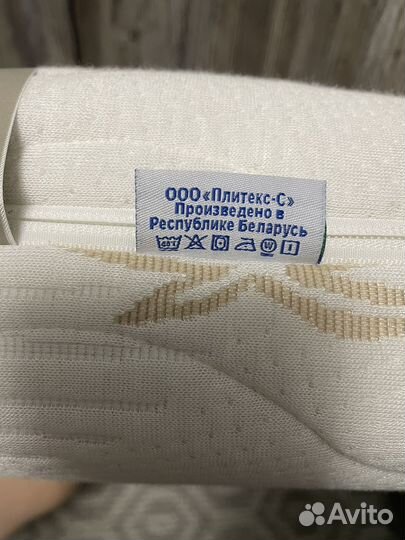 ООО «Плитекс-С»
Произведено в
Республике Беларусь
Avito